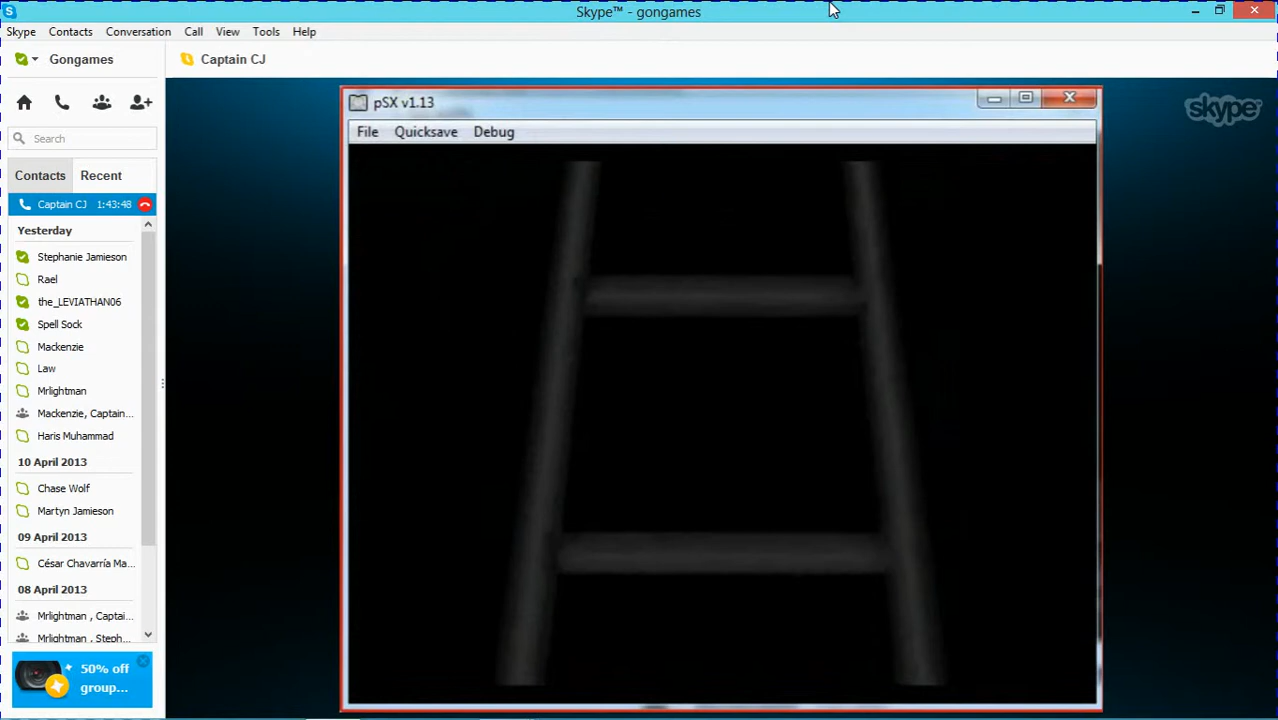 Skype™ - gongames
Skype Contacts Conversation Call View Tools Help
Gongames
Captain CJ
Search
Contacts Recent
Captain CJ 1:43:48
Yesterday
Stephanie Jamieson
Rael
the_LEVIATHAN06
Spell Sock
Mackenzie
Law
Mrlightman
Mackenzie, Captain...
Haris Muhammad
10 April 2013
Chase Wolf
Martyn Jamieson
09 April 2013
César Chavarría Ma...
08 April 2013
Mrlightman , Captai...
Mrlightman , Steph...
50% off
group...
pSX v1.13
File Quicksave Debug
skype